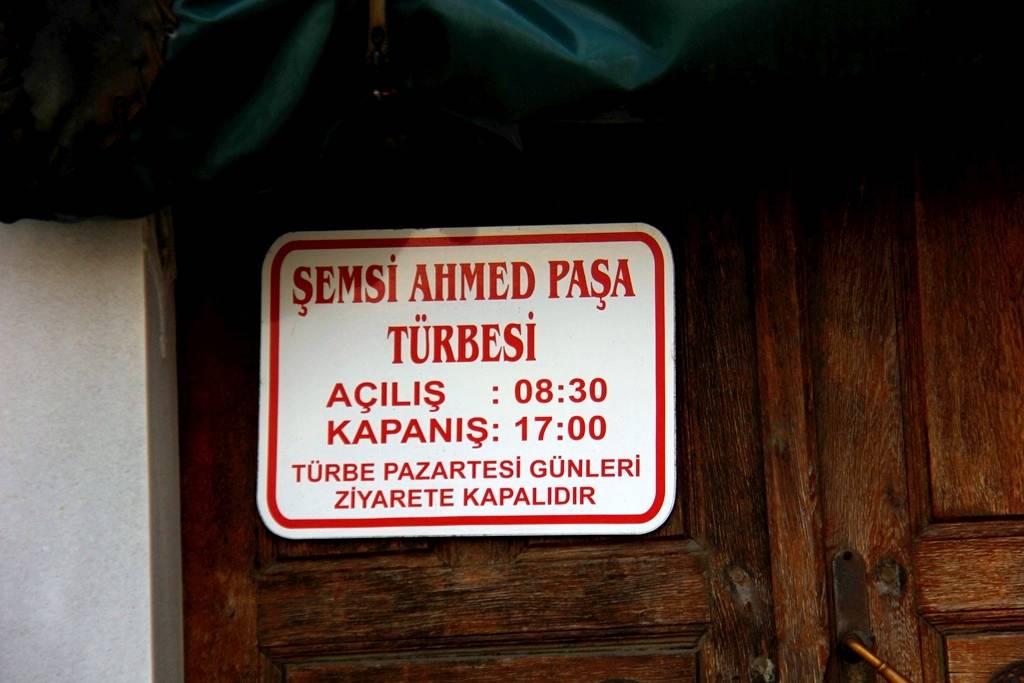 ŞEMSİ AHMED PAŞA
TÜRBESİ
AÇILIŞ : 08:30
KAPANIŞ: 17:00
TÜRBE PAZARTESİ GÜNLERİ
ZİYARETE KAPALIDIR